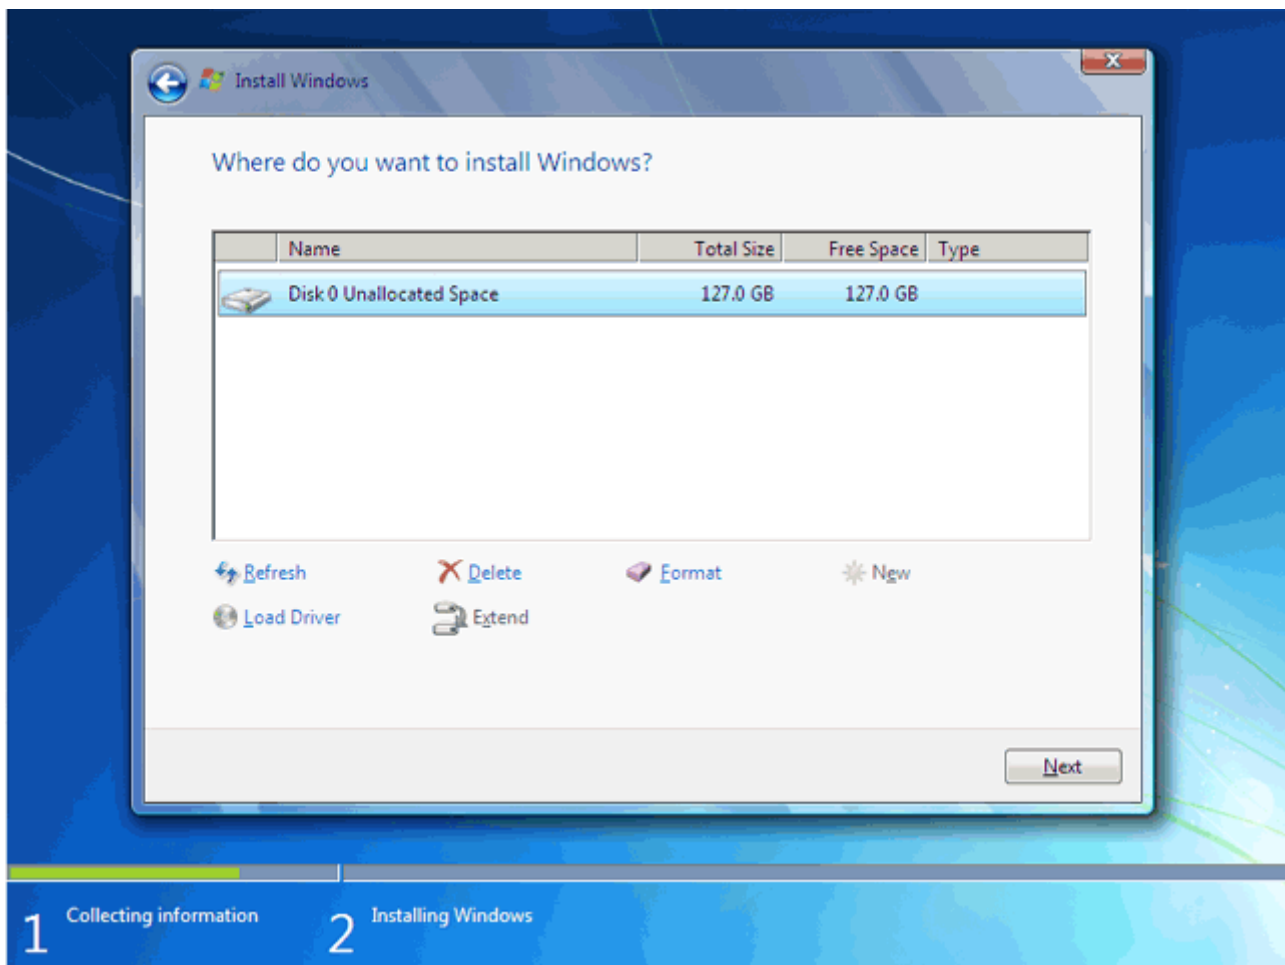 Install Windows
Where do you want to install Windows?
Name Total Size Free Space Type
Disk 0 Unallocated Space 127.0 GB 127.0 GB
Refresh Delete Format New
Load Driver Extend
Next
1 Collecting information 2 Installing Windows